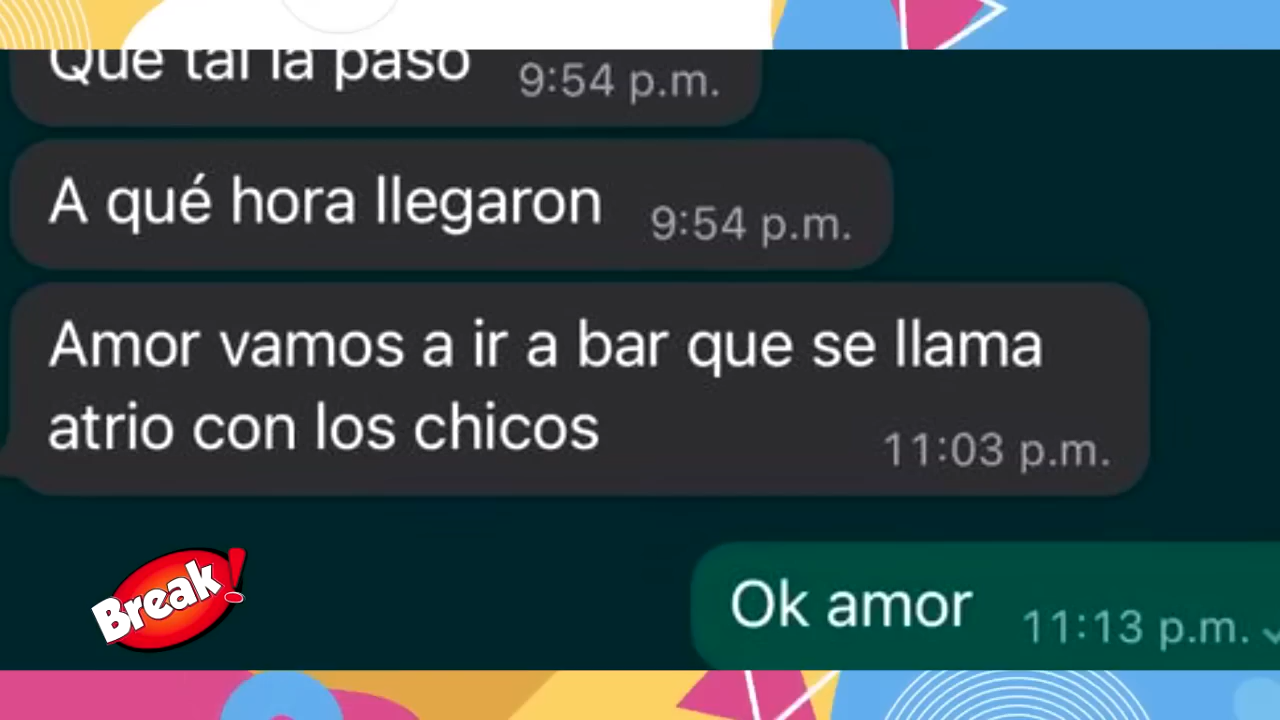 Que tal la paso
9:54 p.m.
A qué hora llegaron
9:54 p.m.
Amor vamos a ir a bar que se llama
atrio con los chicos
11:03 p.m.
Break!
Ok amor
11:13 p.m.